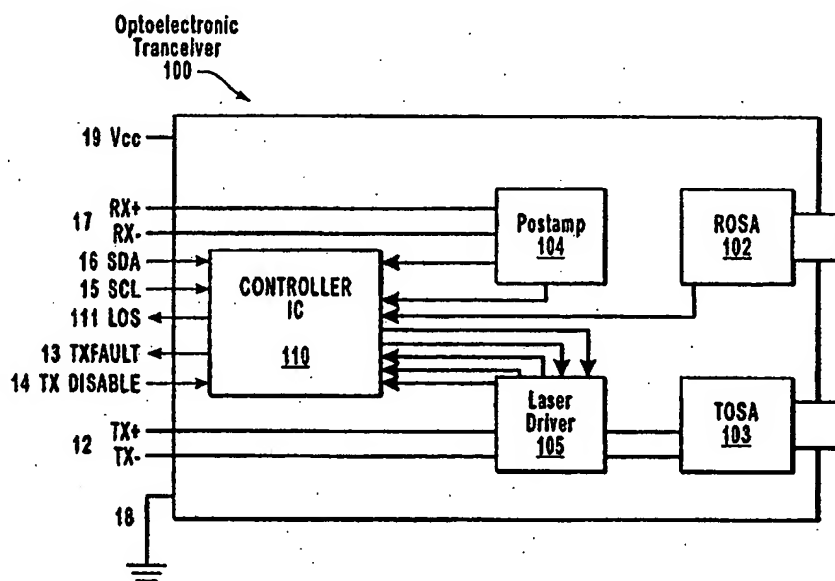 Optoelectronic
Tranceiver
100
19 Vcc
17 RX+
RX-
16 SDA
15 SCL
111 LOS
13 TXFAULT
14 TX DISABLE
12 TX+
TX-
18
CONTROLLER
IC
110
Postamp
104
ROSA
102
Laser
Driver
105
TOSA
103